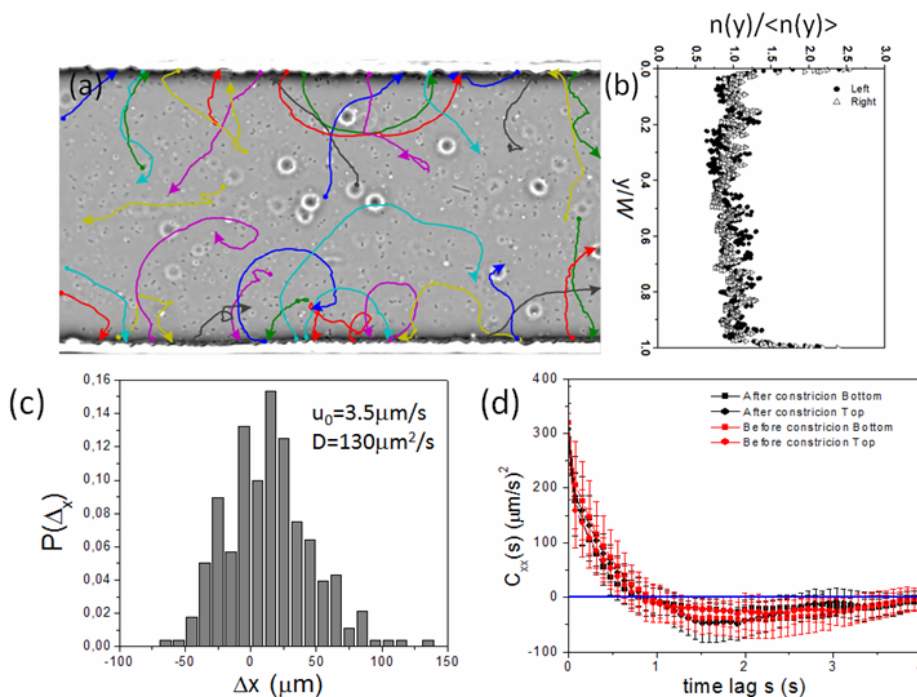 (a)
n(y)/<n(y)>
0.0 0.5 1.0 1.5 2.0 2.5 3.0
(b)
Left
Right
y/W
0.0
0.2
0.4
0.6
0.8
1.0
(c)
P(Δx)
0,16
0,14
0,12
0,10
0,08
0,06
0,04
0,02
0,00
u0=3.5μm/s
D=130μm2/s
-100 -50 0 50 100 150
Δx (μm)
(d)
Cxx(s) (μm/s)2
400
300
200
100
0
-100
After constricion Bottom
After constricion Top
Before constricion Bottom
Before constricion Top
0 1 2 3
time lag s (s)